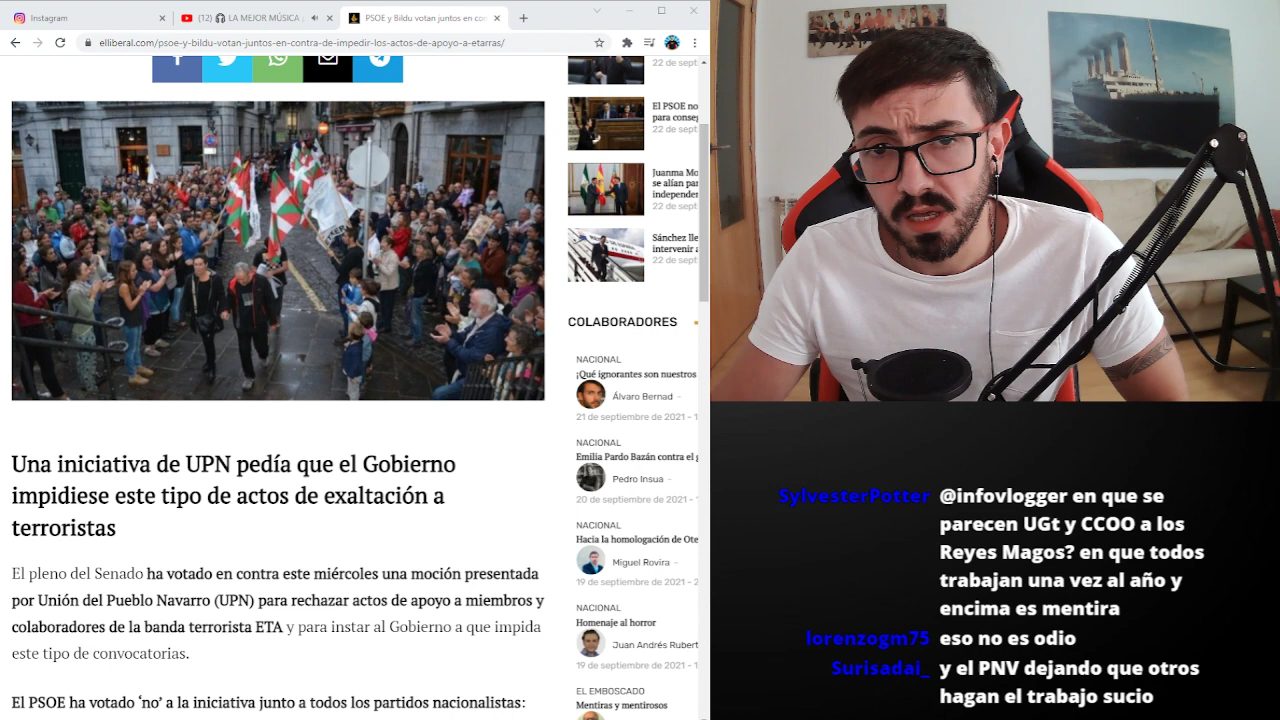 Instagram
(12) 🎧 LA MEJOR MÚSICA
PSOE y Bildu votan juntos en con
elliberal.com/psoe-y-bildu-votan-juntos-en-contra-de-impedir-los-actos-de-apoyo-a-etarras/
Una iniciativa de UPN pedía que el Gobierno
impidiese este tipo de actos de exaltación a
terroristas
El pleno del Senado ha votado en contra este miércoles una moción presentada
por Unión del Pueblo Navarro (UPN) para rechazar actos de apoyo a miembros y
colaboradores de la banda terrorista ETA y para instar al Gobierno a que impida
este tipo de convocatorias.
El PSOE ha votado ‘no’ a la iniciativa junto a todos los partidos nacionalistas:
22 de sept
El PSOE no
para conse
22 de sept
Juanma Mo
se alían par
independer
22 de sept
Sánchez lle
intervenir a
22 de sept
COLABORADORES
NACIONAL
¡Qué ignorantes son nuestros
Álvaro Bernad -
21 de septiembre de 2021 - 1
NACIONAL
Emilia Pardo Bazán contra el g
Pedro Insua -
20 de septiembre de 2021 -
NACIONAL
Hacia la homologación de Ote
Miguel Rovira -
19 de septiembre de 2021 - 2
NACIONAL
Homenaje al horror
Juan Andrés Rubert
19 de septiembre de 2021 - 1
EL EMBOSCADO
Mentiras y mentirosos
SylvesterPotter @infovlogger en que se
parecen UGt y CCOO a los
Reyes Magos? en que todos
trabajan una vez al año y
encima es mentira
lorenzogm75 eso no es odio
Surisadai_ y el PNV dejando que otros
hagan el trabajo sucio